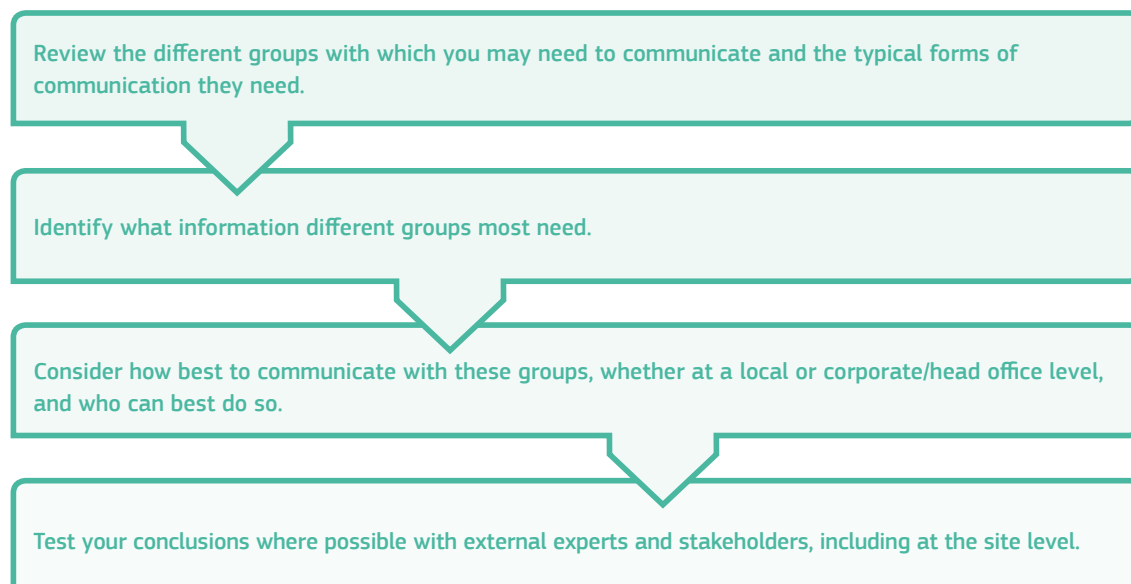 Review the different groups with which you may need to communicate and the typical forms of
communication they need.
Identify what information different groups most need.
Consider how best to communicate with these groups, whether at a local or corporate/head office level,
and who can best do so.
Test your conclusions where possible with external experts and stakeholders, including at the site level.